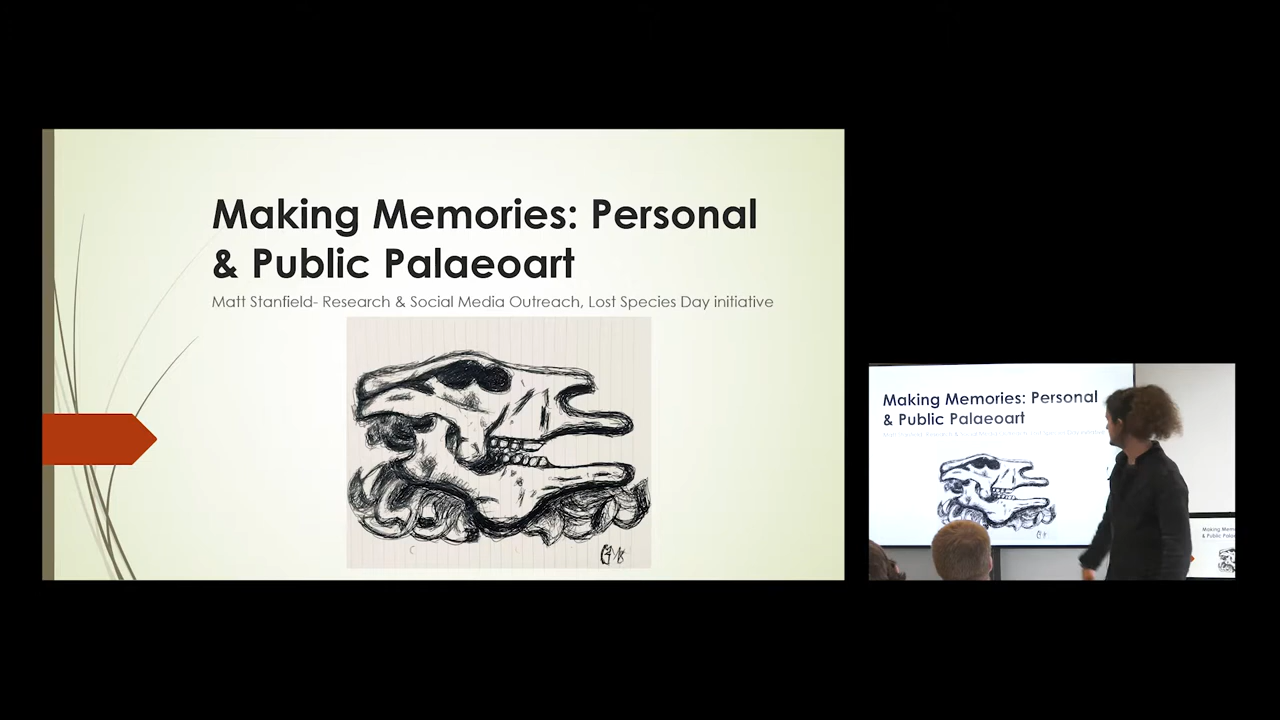 Making Memories: Personal
& Public Palaeoart
Matt Stanfield- Research & Social Media Outreach, Lost Species Day initiative
Making Memories: Personal
& Public Palaeoart